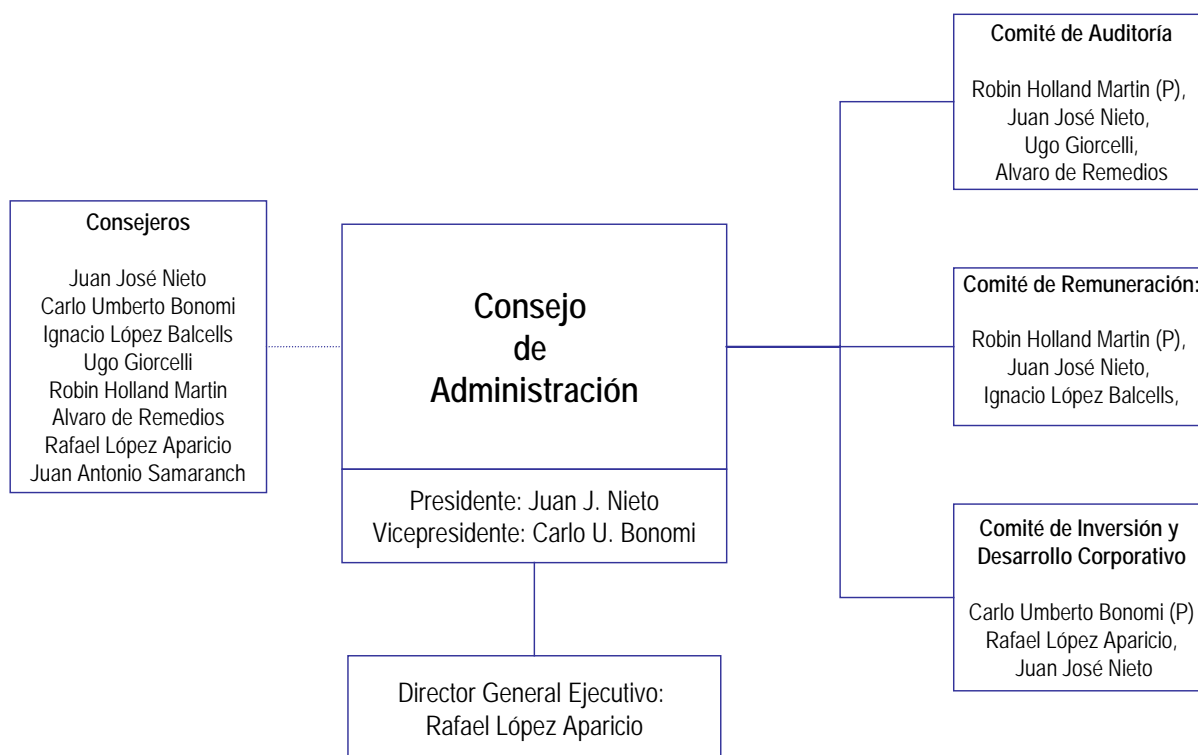 Consejeros
Juan José Nieto
Carlo Umberto Bonomi
Ignacio López Balcells
Ugo Giorcelli
Robin Holland Martin
Alvaro de Remedios
Rafael López Aparicio
Juan Antonio Samaranch
Consejo
de
Administración
Presidente: Juan J. Nieto
Vicepresidente: Carlo U. Bonomi
Director General Ejecutivo:
Rafael López Aparicio
Comité de Auditoría
Robin Holland Martin (P),
Juan José Nieto,
Ugo Giorcelli,
Alvaro de Remedios
Comité de Remuneración:
Robin Holland Martin (P),
Juan José Nieto,
Ignacio López Balcells,
Comité de Inversión y
Desarrollo Corporativo
Carlo Umberto Bonomi (P)
Rafael López Aparicio,
Juan José Nieto